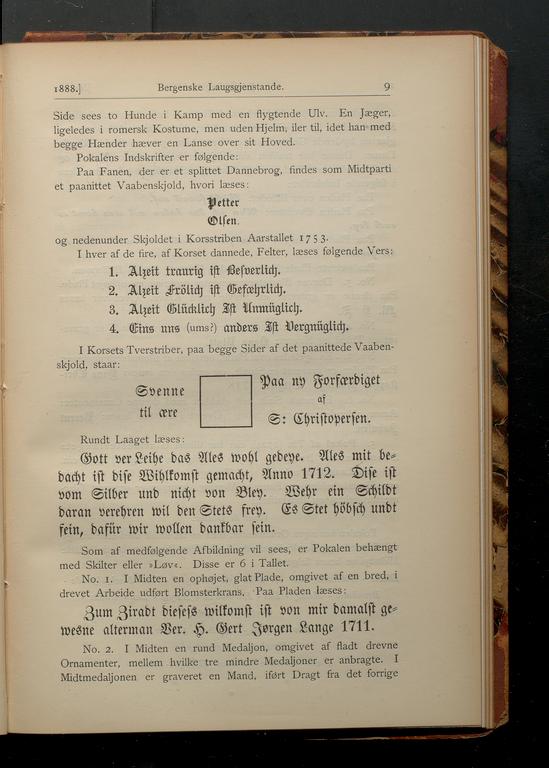 1888.] Bergenske Laugsgjenstande. 9
Side sees to Hunde i Kamp med en flygtende Ulv. En Jæger,
ligeledes i romersk Kostume, men uden Hjelm, iler til, idet han med
begge Hænder hæver en Lanse over sit Hoved.
Pokalens Indskrifter er følgende:
Paa Fanen, der er et splittet Dannebrog, findes som Midtparti
et paanittet Vaabenskjold, hvori læses:
Petter
Olsen.
og nedenunder Skjoldet i Korsstriben Aarstallet 1753.
I hver af de fire, af Korset dannede, Felter, læses følgende Vers:
1. Alzeit traurig ist Besverlich.
2. Alzeit Frölich ist Gefæhrlich.
3. Alzeit Glücklich Ist Unmüglich.
4. Eins uns (ums?) anders Ist Vergnüglich.
I Korsets Tverstriber, paa begge Sider af det paanittede Vaaben-
skjold, staar:
Svenne
til ære
Paa ny Forfærdiget
af
S: Christopersen.
Rundt Laaget læses:
Gott ver Leihe das Ales wohl gedeye. Ales mit be-
dacht ist dise Wihlkomst gemacht, Anno 1712. Dise ist
vom Silber und nicht von Bley. Wehr ein Schildt
daran verehren wil den Stets frey. Es Stet höbsch undt
fein, dafür wir wollen dankbar sein.
Som af medfølgende Afbildning vil sees, er Pokalen behængt
med Skilter eller »Løv«. Disse er 6 i Tallet.
No. 1. I Midten en ophøjet, glat Plade, omgivet af en bred, i
drevet Arbeide udført Blomsterkrans. Paa Pladen læses:
Zum Ziradt diesess wilkomst ist von mir damalst ge-
wesne alterman Ver. H. Gert Jørgen Lange 1711.
No. 2. I Midten en rund Medaljon, omgivet af fladt drevne
Ornamenter, mellem hvilke tre mindre Medaljoner er anbragte. I
Midtmedaljonen er graveret en Mand, iført Dragt fra det forrige